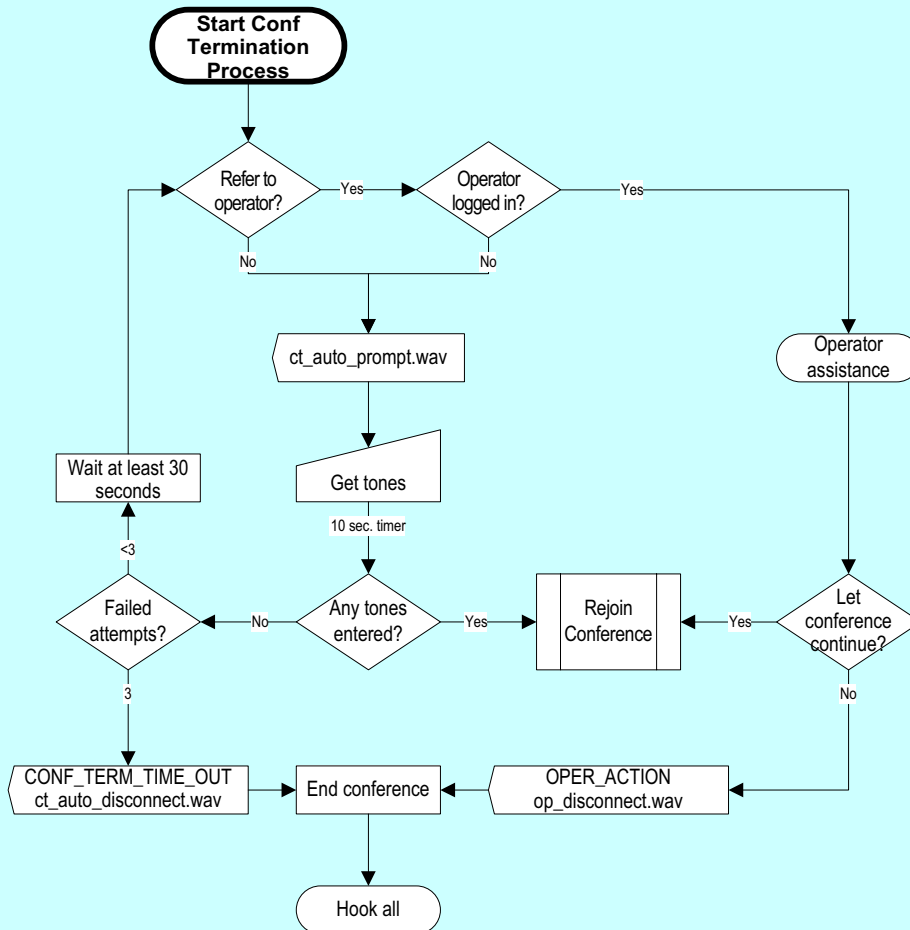 Start Conf
Termination
Process
Refer to
operator?
Yes
Operator
logged in?
Yes
No
No
ct_auto_prompt.wav
Operator
assistance
Wait at least 30
seconds
Get tones
10 sec. timer
<3
Failed
attempts?
No
Any tones
entered?
Yes
Rejoin
Conference
Yes
Let
conference
continue?
3
No
CONF_TERM_TIME_OUT
ct_auto_disconnect.wav
End conference
OPER_ACTION
op_disconnect.wav
Hook all